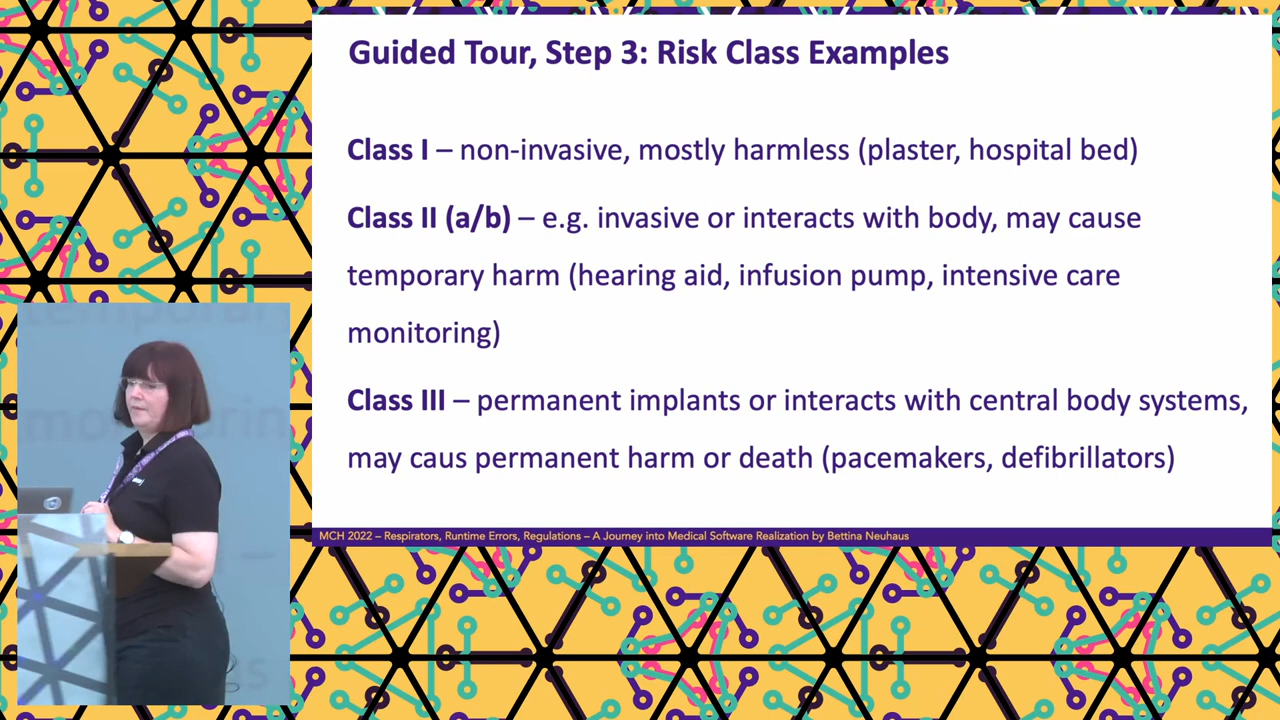 Guided Tour, Step 3: Risk Class Examples
Class I – non-invasive, mostly harmless (plaster, hospital bed)
Class II (a/b) – e.g. invasive or interacts with body, may cause
temporary harm (hearing aid, infusion pump, intensive care
monitoring)
Class III – permanent implants or interacts with central body systems,
may caus permanent harm or death (pacemakers, defibrillators)
MCH 2022 – Respirators, Runtime Errors, Regulations – A Journey into Medical Software Realization by Bettina Neuhaus